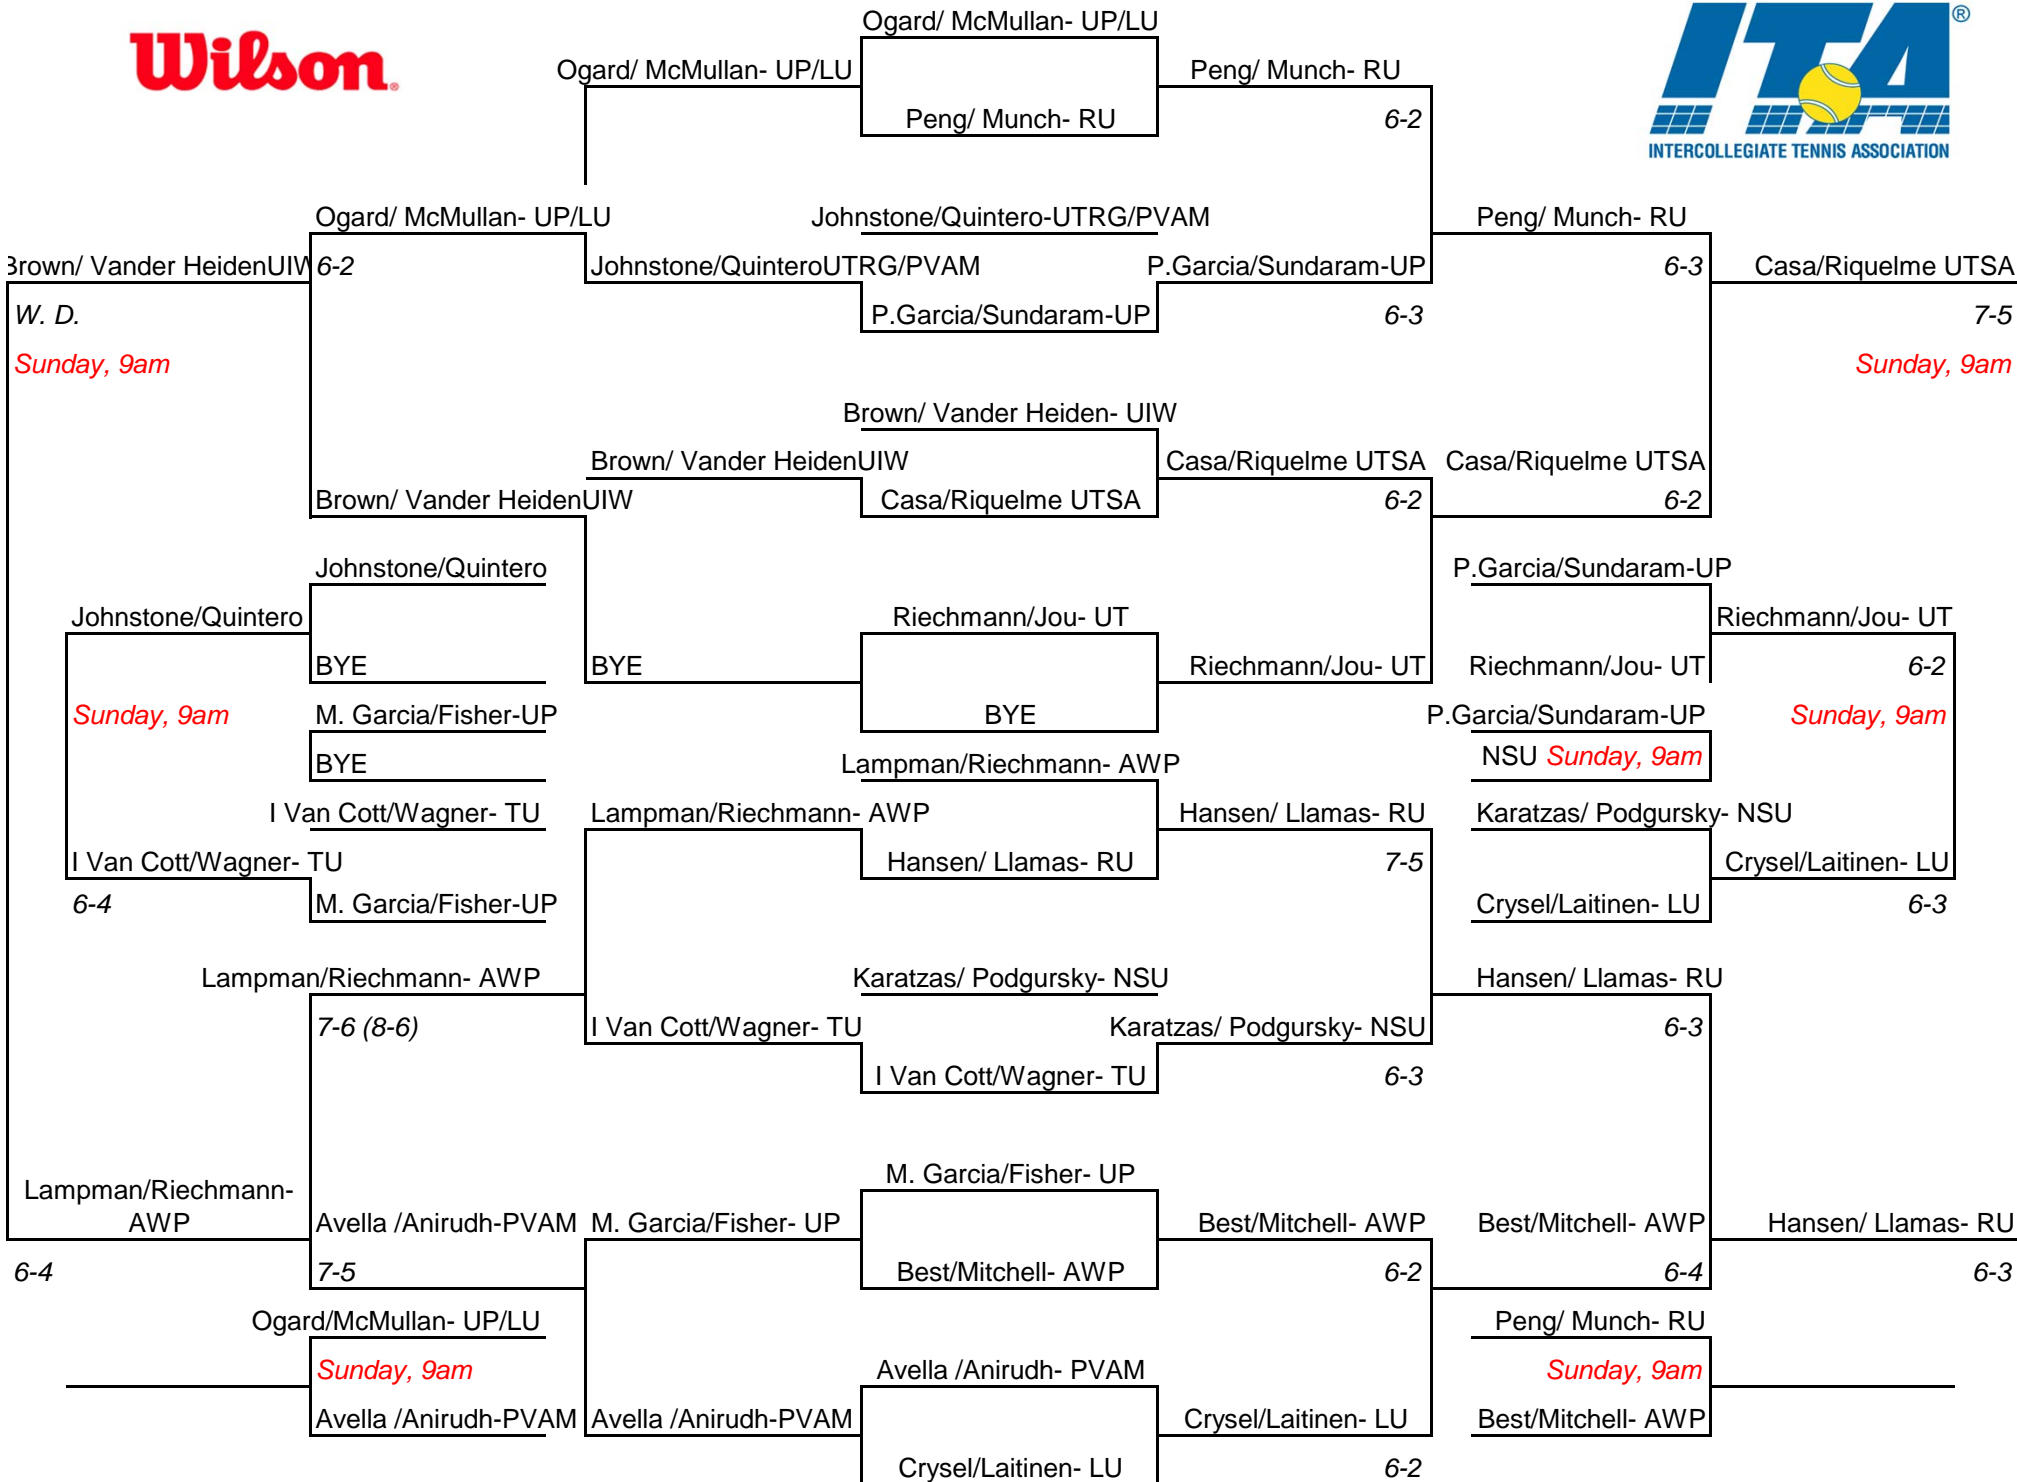 Wilson
Ogard/ McMullan- UP/LU
ITA®
INTERCOLLEGIATE TENNIS ASSOCIATION
Ogard/ McMullan- UP/LU
Peng/ Munch- RU
Peng/ Munch- RU
6-2
Ogard/ McMullan- UP/LU
Johnstone/Quintero-UTRG/PVAM
Peng/ Munch- RU
Brown/ Vander HeidenUIW
6-2
Johnstone/QuinteroUTRG/PVAM
P.Garcia/Sundaram-UP
6-3
Casa/Riquelme UTSA
W. D.
P.Garcia/Sundaram-UP
6-3
7-5
Sunday, 9am
Sunday, 9am
Brown/ Vander Heiden- UIW
Brown/ Vander HeidenUIW
Casa/Riquelme UTSA
Casa/Riquelme UTSA
Brown/ Vander HeidenUIW
Casa/Riquelme UTSA
6-2
6-2
Johnstone/Quintero
P.Garcia/Sundaram-UP
Johnstone/Quintero
Riechmann/Jou- UT
Riechmann/Jou- UT
BYE
BYE
Riechmann/Jou- UT
Riechmann/Jou- UT
6-2
Sunday, 9am
M. Garcia/Fisher-UP
BYE
P.Garcia/Sundaram-UP
Sunday, 9am
BYE
Lampman/Riechmann- AWP
NSU Sunday, 9am
I Van Cott/Wagner- TU
Lampman/Riechmann- AWP
Hansen/ Llamas- RU
Karatzas/ Podgursky- NSU
I Van Cott/Wagner- TU
Hansen/ Llamas- RU
7-5
Crysel/Laitinen- LU
6-4
M. Garcia/Fisher-UP
Crysel/Laitinen- LU
6-3
Lampman/Riechmann- AWP
Karatzas/ Podgursky- NSU
Hansen/ Llamas- RU
7-6 (8-6)
I Van Cott/Wagner- TU
Karatzas/ Podgursky- NSU
6-3
I Van Cott/Wagner- TU
6-3
M. Garcia/Fisher- UP
Lampman/Riechmann-
AWP
Avella /Anirudh-PVAM
M. Garcia/Fisher- UP
Best/Mitchell- AWP
Best/Mitchell- AWP
Hansen/ Llamas- RU
6-4
7-5
Best/Mitchell- AWP
6-2
6-4
6-3
Ogard/McMullan- UP/LU
Peng/ Munch- RU
Sunday, 9am
Avella /Anirudh- PVAM
Sunday, 9am
Avella /Anirudh-PVAM
Avella /Anirudh-PVAM
Crysel/Laitinen- LU
Best/Mitchell- AWP
Crysel/Laitinen- LU
6-2